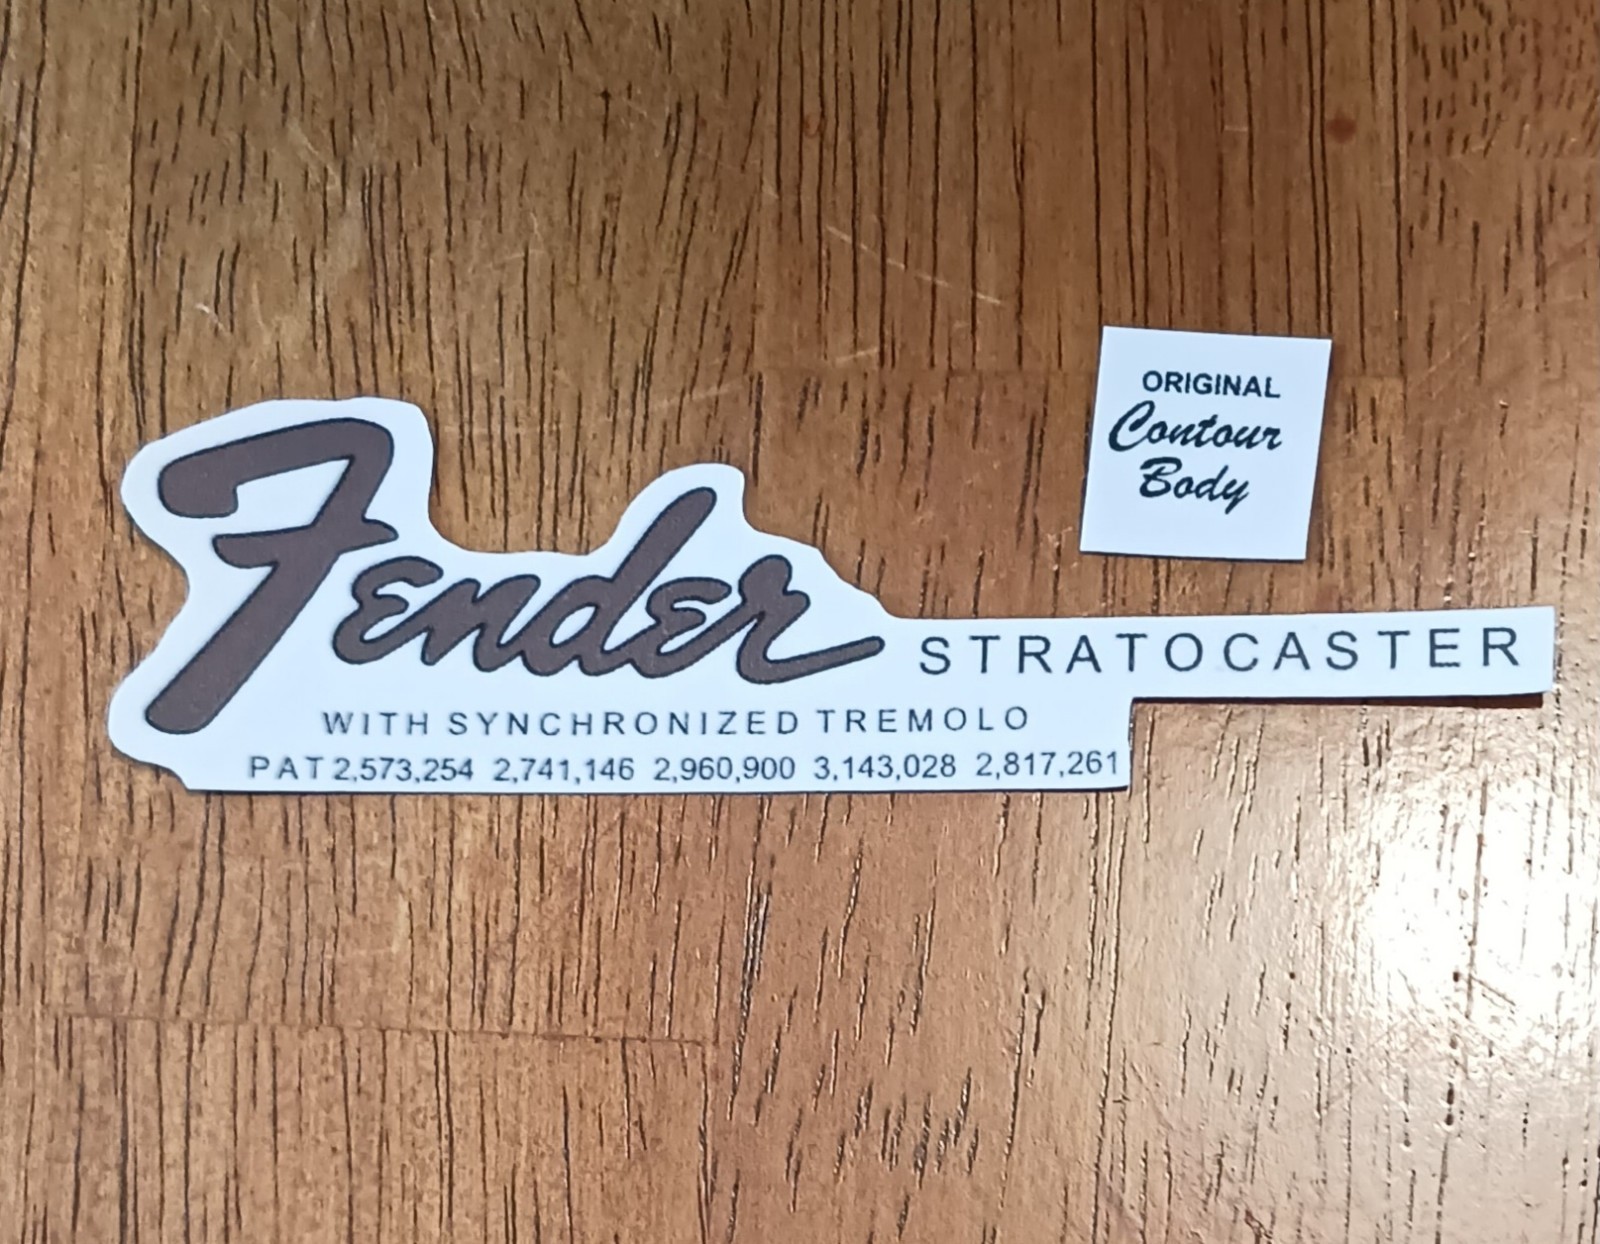 ORIGINAL
Contour
Body
Fender STRATOCASTER
WITH SYNCHRONIZED TREMOLO
PAT 2,573,254 2,741,146 2,960,900 3,143,028 2,817,261